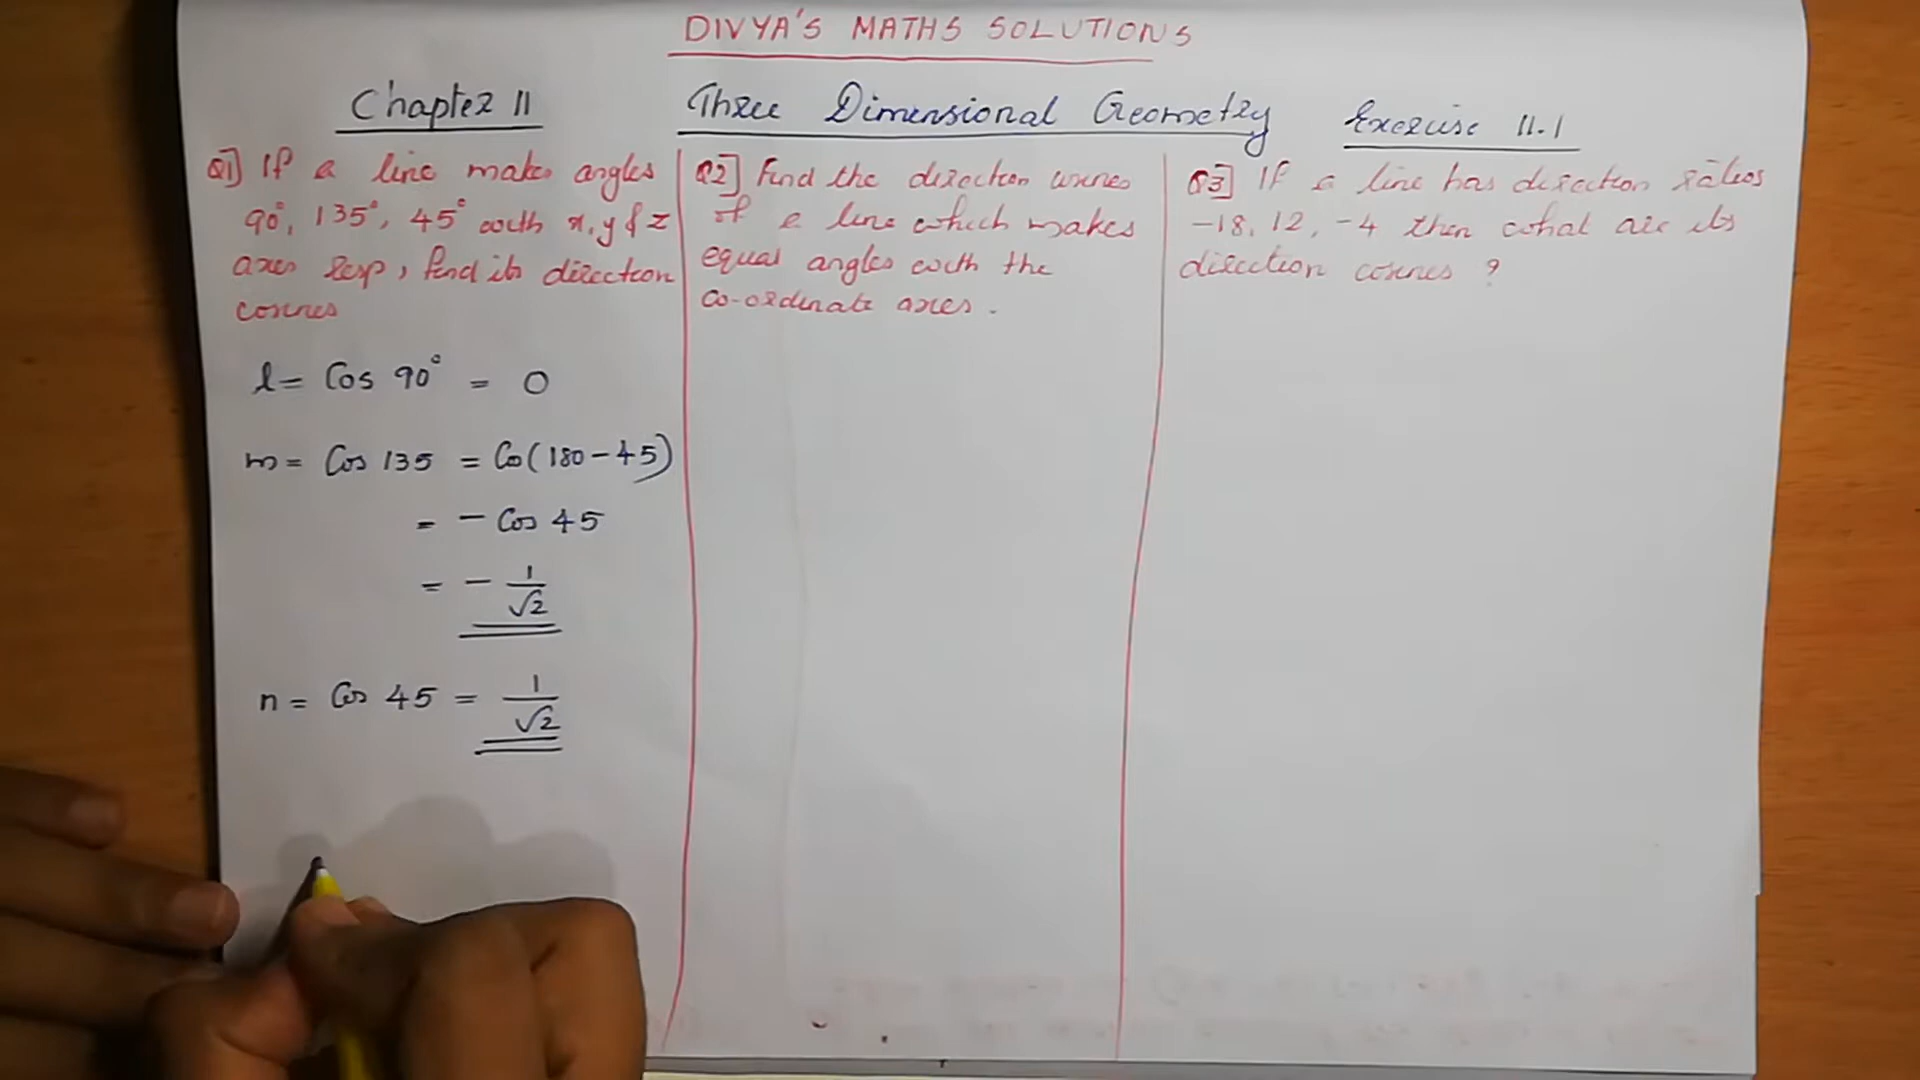 DIVYA'S MATHS SOLUTIONS
Chapter 11 Three Dimensional Geometry Exercise 11.1
Q1] If a line makes angles
90°, 135°, 45° with x, y & z
axes resp, find its direction
cosines
l = Cos 90° = 0
m = Cos 135 = Co(180-45)
= - Cos 45
= - 1/√2
n = Cos 45 = 1/√2
Q2] Find the direction cosines
of a line which makes
equal angles with the
co-ordinate axes.
Q3] If a line has direction ratios
-18, 12, -4 then what are its
direction cosines ?